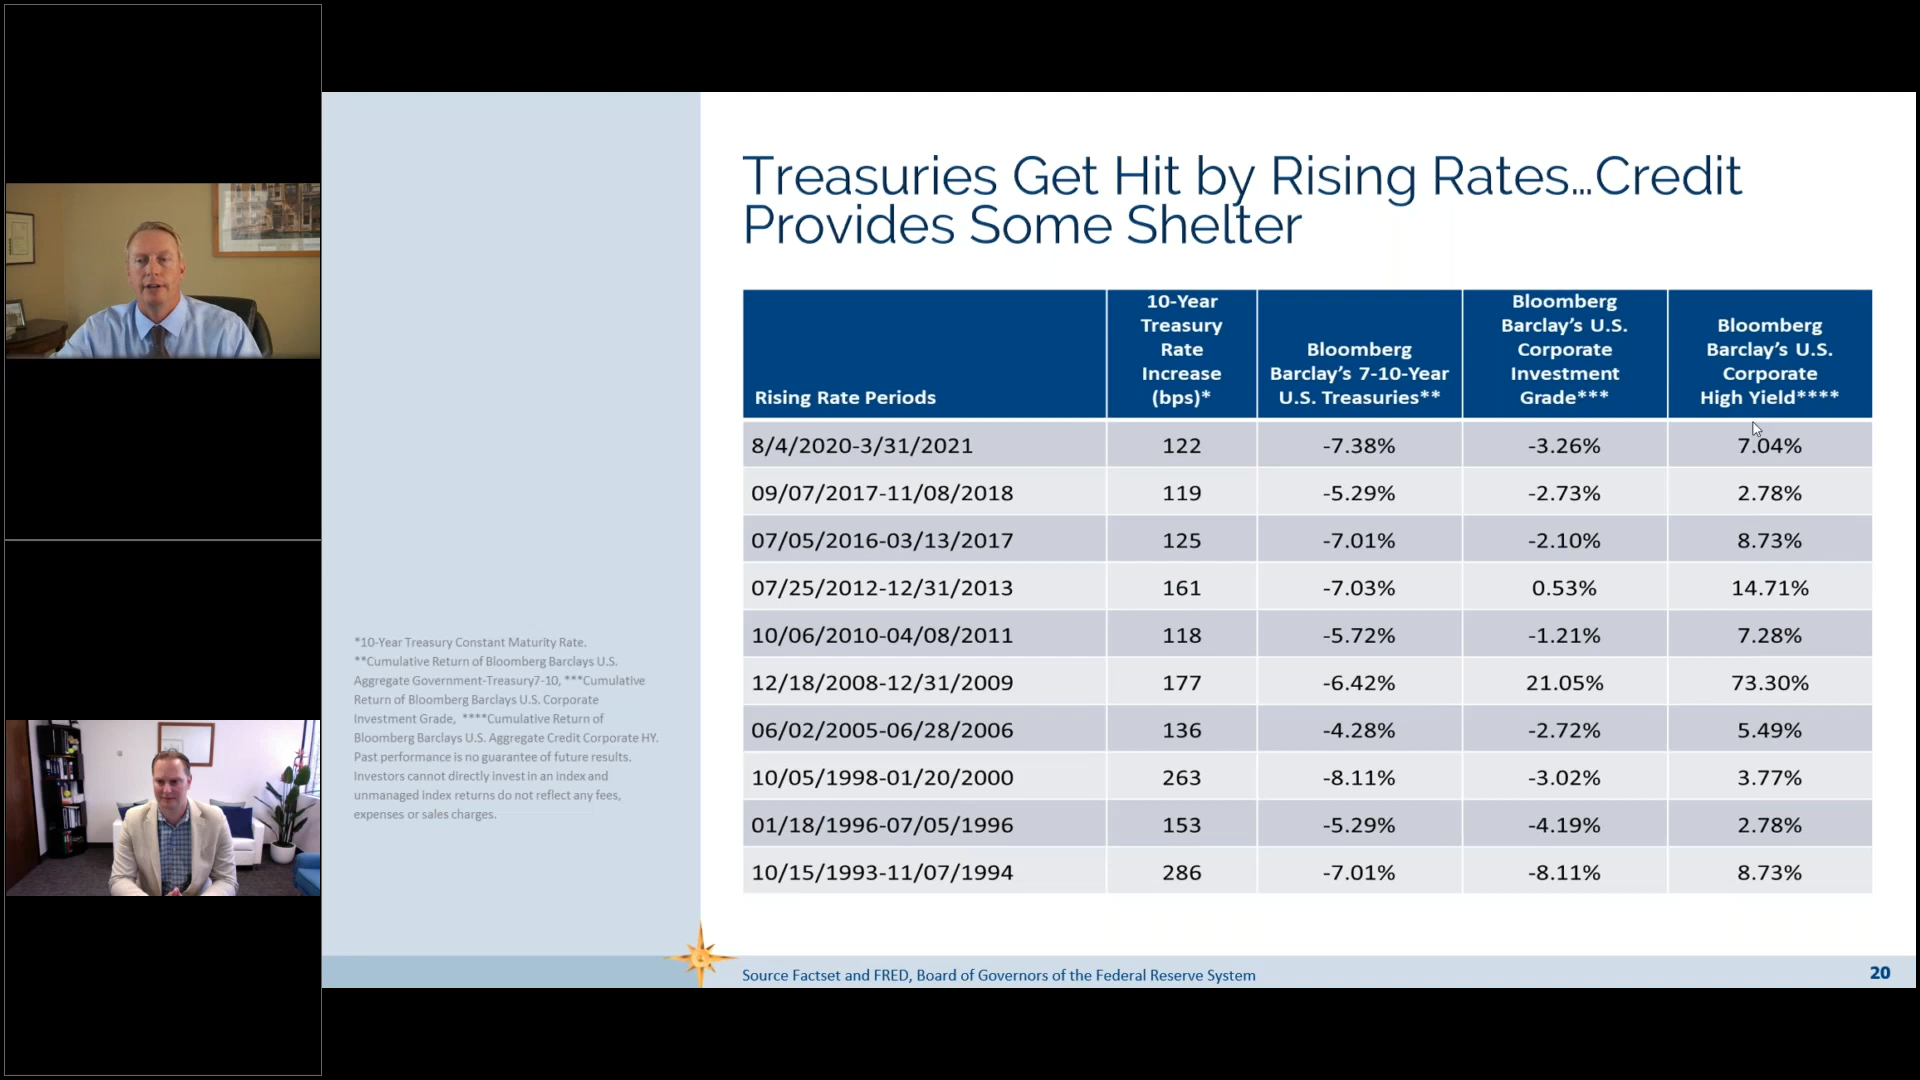 Treasuries Get Hit by Rising Rates...Credit
Provides Some Shelter
Rising Rate Periods
10-Year
Treasury
Rate
Increase
(bps)*
Bloomberg
Barclay's 7-10-Year
U.S. Treasuries**
Bloomberg
Barclay's U.S.
Corporate
Investment
Grade***
Bloomberg
Barclay's U.S.
Corporate
High Yield****
8/4/2020-3/31/2021 122 -7.38% -3.26% 7.04%
09/07/2017-11/08/2018 119 -5.29% -2.73% 2.78%
07/05/2016-03/13/2017 125 -7.01% -2.10% 8.73%
07/25/2012-12/31/2013 161 -7.03% 0.53% 14.71%
10/06/2010-04/08/2011 118 -5.72% -1.21% 7.28%
12/18/2008-12/31/2009 177 -6.42% 21.05% 73.30%
06/02/2005-06/28/2006 136 -4.28% -2.72% 5.49%
10/05/1998-01/20/2000 263 -8.11% -3.02% 3.77%
01/18/1996-07/05/1996 153 -5.29% -4.19% 2.78%
10/15/1993-11/07/1994 286 -7.01% -8.11% 8.73%
*10-Year Treasury Constant Maturity Rate.
**Cumulative Return of Bloomberg Barclays U.S.
Aggregate Government-Treasury7-10, ***Cumulative
Return of Bloomberg Barclays U.S. Corporate
Investment Grade, ****Cumulative Return of
Bloomberg Barclays U.S. Aggregate Credit Corporate HY.
Past performance is no guarantee of future results.
Investors cannot directly invest in an index and
unmanaged index returns do not reflect any fees,
expenses or sales charges.
Source Factset and FRED, Board of Governors of the Federal Reserve System
20